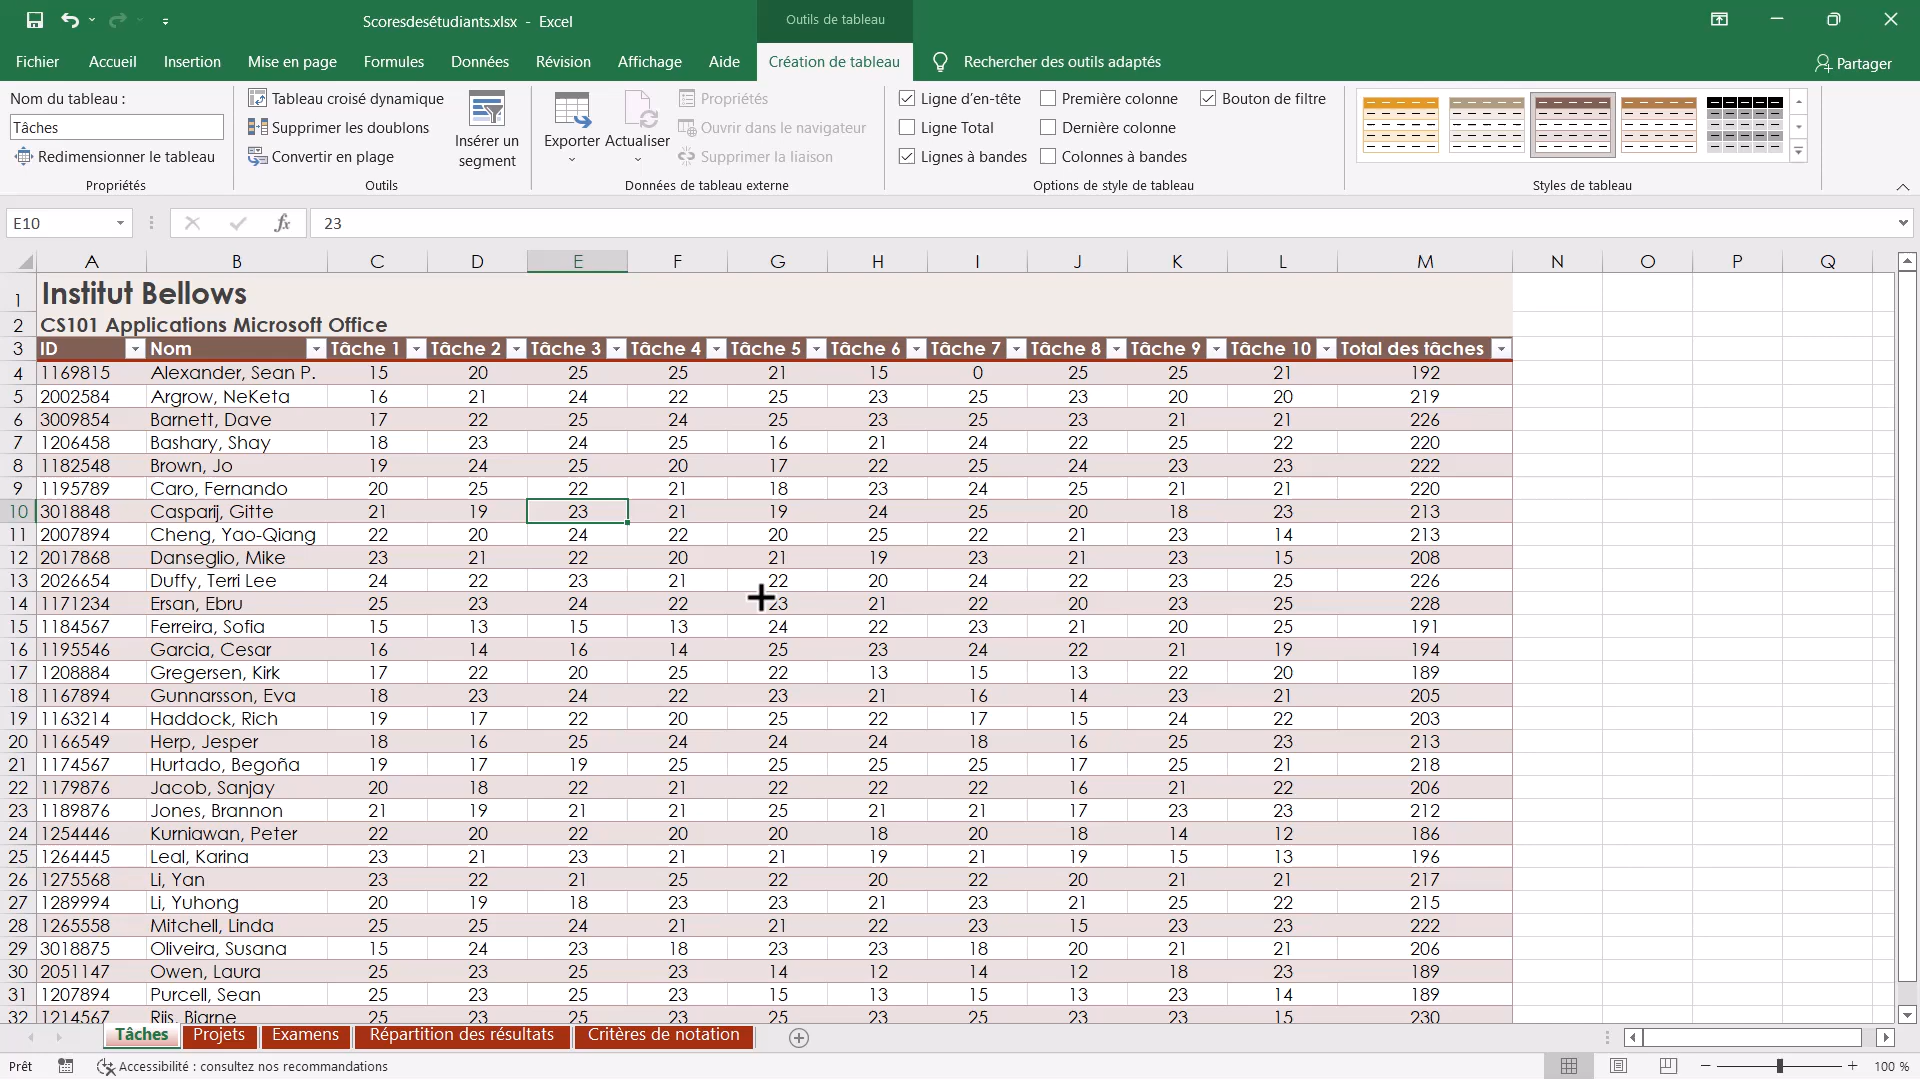 Scoresdesétudiants.xlsx - Excel
Outils de tableau
Fichier Accueil Insertion Mise en page Formules Données Révision Affichage Aide Création de tableau Rechercher des outils adaptés Partager
Nom du tableau :
Tâches
Redimensionner le tableau
Propriétés
Tableau croisé dynamique
Supprimer les doublons
Convertir en plage
Insérer un
segment
Outils
Exporter
Actualiser
Propriétés
Ouvrir dans le navigateur
Supprimer la liaison
Données de tableau externe
Ligne d'en-tête
Ligne Total
Lignes à bandes
Première colonne
Dernière colonne
Colonnes à bandes
Bouton de filtre
Options de style de tableau
Styles de tableau
E10 fx 23
A B C D E F G H I J K L M N O P Q
1 Institut Bellows
2 CS101 Applications Microsoft Office
3 ID Nom Tâche 1 Tâche 2 Tâche 3 Tâche 4 Tâche 5 Tâche 6 Tâche 7 Tâche 8 Tâche 9 Tâche 10 Total des tâches
4 1169815 Alexander, Sean P. 15 20 25 25 21 15 0 25 25 21 192
5 2002584 Argrow, NeKeta 16 21 24 22 25 23 25 23 20 20 219
6 3009854 Barnett, Dave 17 22 25 24 25 23 25 23 21 21 226
7 1206458 Bashary, Shay 18 23 24 25 16 21 24 22 25 22 220
8 1182548 Brown, Jo 19 24 25 20 17 22 25 24 23 23 222
9 1195789 Caro, Fernando 20 25 22 21 18 23 24 25 21 21 220
10 3018848 Casparij, Gitte 21 19 23 21 19 24 25 20 18 23 213
11 2007894 Cheng, Yao-Qiang 22 20 24 22 20 25 22 21 23 14 213
12 2017868 Danseglio, Mike 23 21 22 20 21 19 23 21 23 15 208
13 2026654 Duffy, Terri Lee 24 22 23 21 22 20 24 22 23 25 226
14 1171234 Ersan, Ebru 25 23 24 22 23 21 22 20 23 25 228
15 1184567 Ferreira, Sofia 15 13 15 13 24 22 23 21 20 25 191
16 1195546 Garcia, Cesar 16 14 16 14 25 23 24 22 21 19 194
17 1208884 Gregersen, Kirk 17 22 20 25 22 13 15 13 22 20 189
18 1167894 Gunnarsson, Eva 18 23 24 22 23 21 16 14 23 21 205
19 1163214 Haddock, Rich 19 17 22 20 25 22 17 15 24 22 203
20 1166549 Herp, Jesper 18 16 25 24 24 24 18 16 25 23 213
21 1174567 Hurtado, Begoña 19 17 19 25 25 25 25 17 25 21 218
22 1179876 Jacob, Sanjay 20 18 22 21 22 22 22 16 21 22 206
23 1189876 Jones, Brannon 21 19 21 21 25 21 21 17 23 23 212
24 1254446 Kurniawan, Peter 22 20 22 20 20 18 20 18 14 12 186
25 1264445 Leal, Karina 23 21 23 21 21 19 21 19 15 13 196
26 1275568 Li, Yan 23 22 21 25 22 20 22 20 21 21 217
27 1289994 Li, Yuhong 20 19 18 23 23 21 23 21 25 22 215
28 1265558 Mitchell, Linda 25 25 24 21 21 22 23 15 23 23 222
29 3018875 Oliveira, Susana 15 24 23 18 23 23 18 20 21 21 206
30 2051147 Owen, Laura 25 23 25 23 14 12 14 12 18 23 189
31 1207894 Purcell, Sean 25 23 25 23 15 13 15 13 23 14 189
32 1214567 Riis, Bjarne 25 23 25 23 25 23 25 23 23 15 230
Tâches Projets Examens Répartition des résultats Critères de notation
Prêt Accessibilité : consultez nos recommandations 100 %